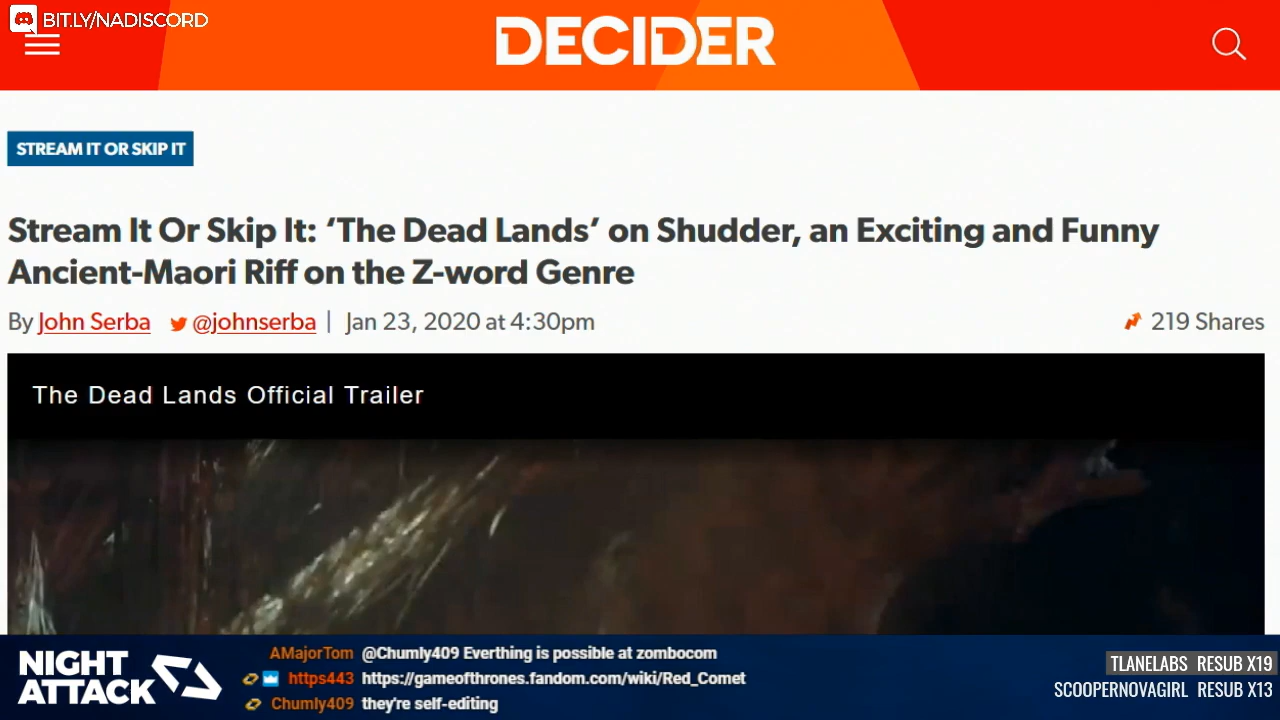 BIT.LY/NADISCORD
DECIDER
STREAM IT OR SKIP IT
Stream It Or Skip It: ‘The Dead Lands’ on Shudder, an Exciting and Funny
Ancient-Maori Riff on the Z-word Genre
By John Serba @johnserba | Jan 23, 2020 at 4:30pm
219 Shares
The Dead Lands Official Trailer
NIGHT
ATTACK
AMajorTom @Chumly409 Everthing is possible at zombocom
https443 https://gameofthrones.fandom.com/wiki/Red_Comet
Chumly409 they're self-editing
TLANELABS RESUB X19
SCOOPERNOVAGIRL RESUB X13